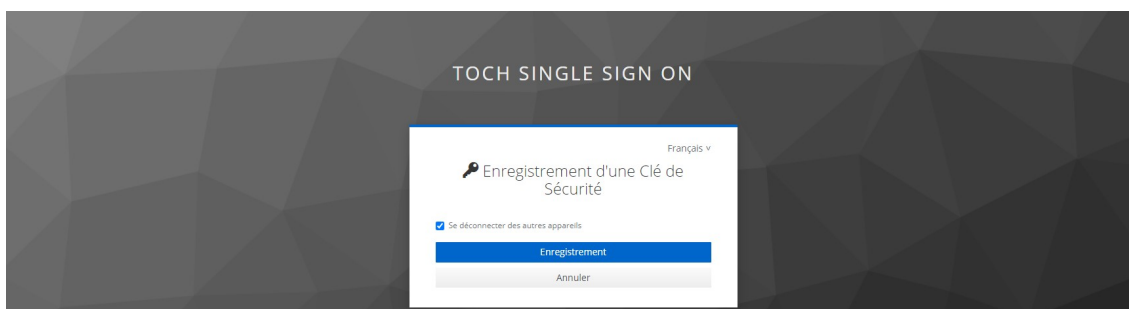 TOCH SINGLE SIGN ON
Français ˅
Enregistrement d'une Clé de
Sécurité
Se déconnecter des autres appareils
Enregistrement
Annuler